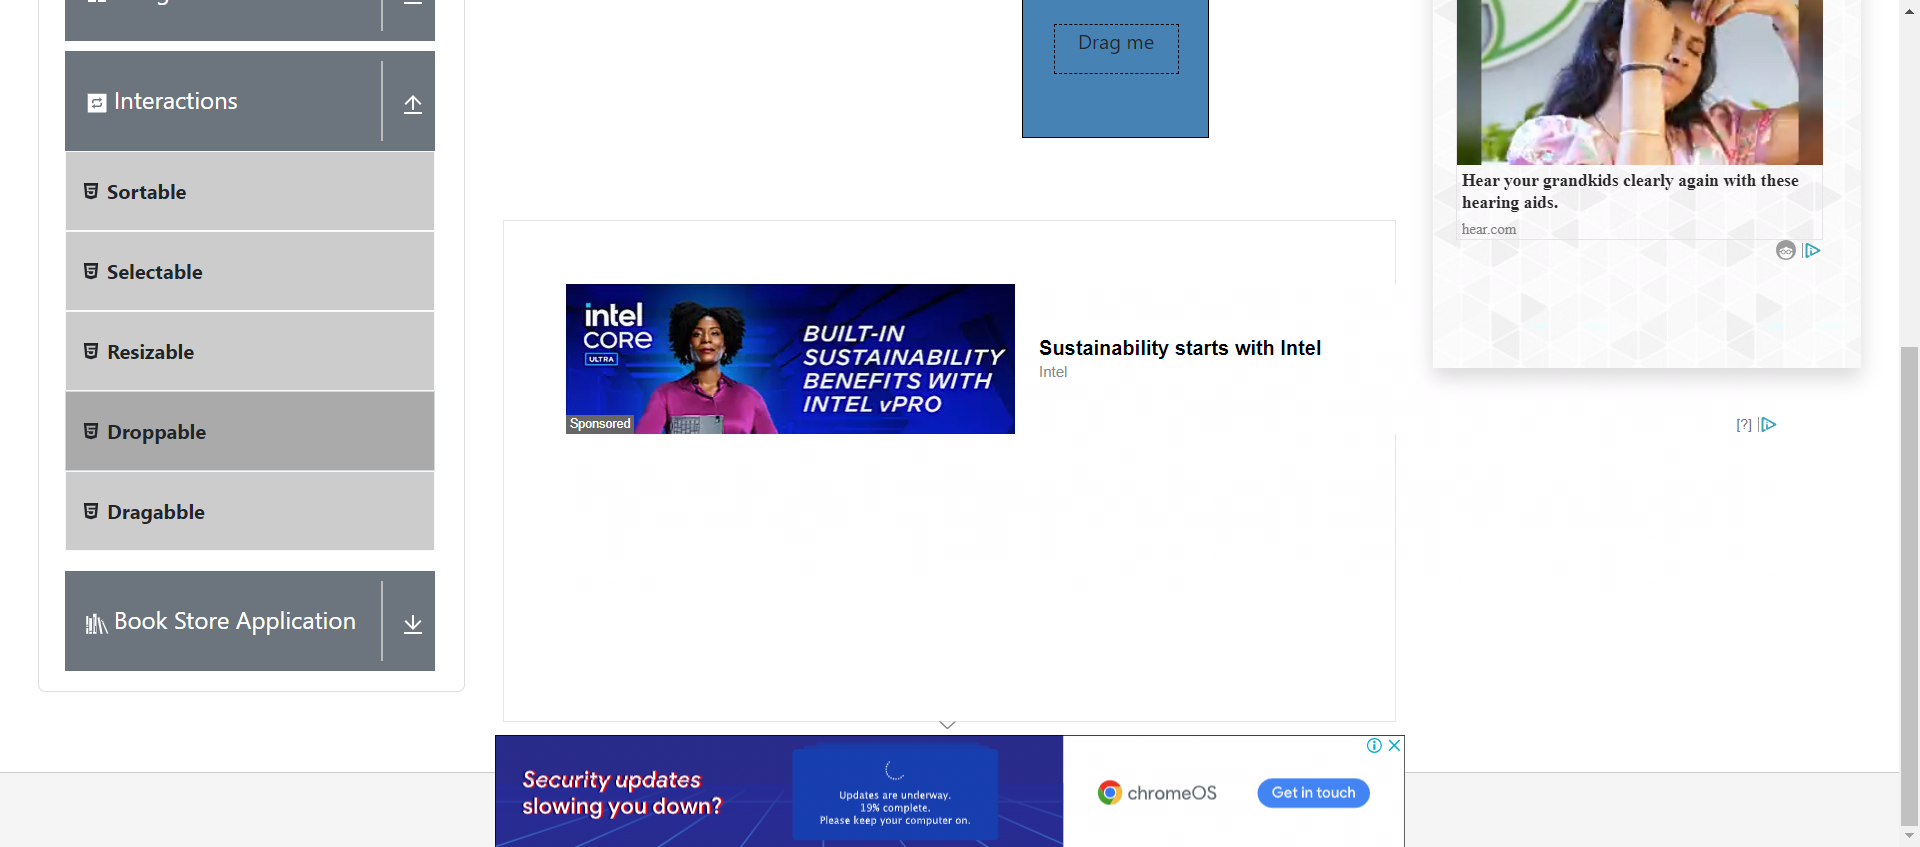 Interactions
Sortable
Selectable
Resizable
Droppable
Dragabble
Book Store Application
Drag me
intel
CORE
ULTRA
BUILT-IN
SUSTAINABILITY
BENEFITS WITH
INTEL vPRO
Sponsored
Sustainability starts with Intel
Intel
Hear your grandkids clearly again with these
hearing aids.
hear.com
[?]
Security updates
slowing you down?
Updates are underway.
19% complete.
Please keep your computer on.
chromeOS
Get in touch